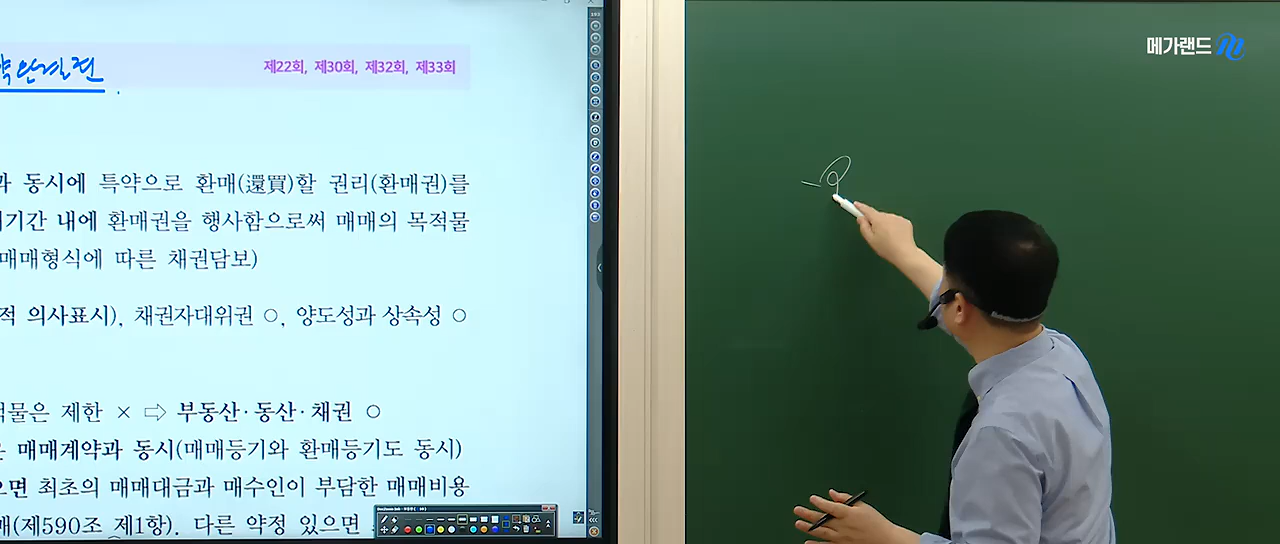 제22회, 제30회, 제32회, 제33회
메가랜드
동시에 특약으로 환매(還買)할 권리(환매권)를
기간 내에 환매권을 행사함으로써 매매의 목적물
매매형식에 따른 채권담보)
적 의사표시), 채권자대위권 ○, 양도성과 상속성 ○
적물은 제한 × ⇨ 부동산·동산·채권 ○
매매계약과 동시(매매등기와 환매등기도 동시)
으면 최초의 매매대금과 매수인이 부담한 매매비용
매(제590조 제1항). 다른 약정 있으면